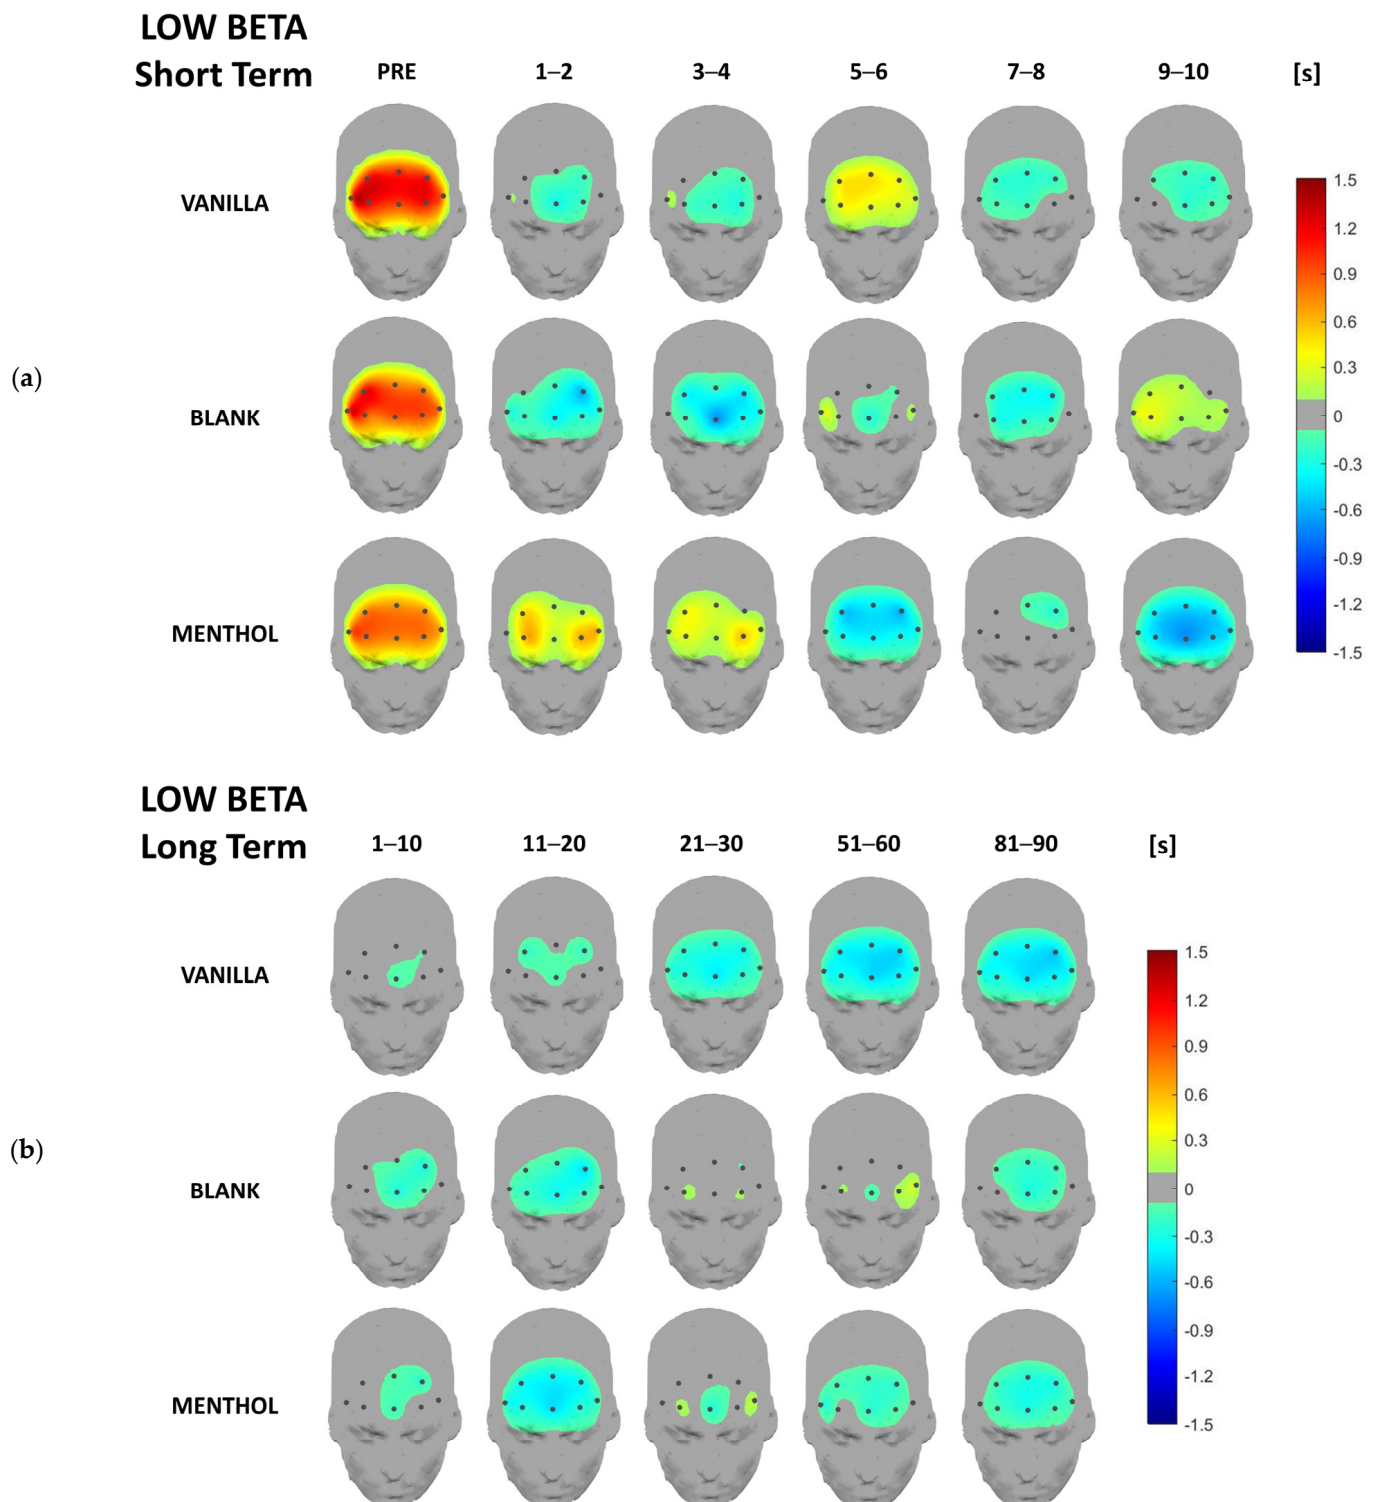 LOW BETA
Short Term PRE 1–2 3–4 5–6 7–8 9–10 [s]
VANILLA
(a)
BLANK
MENTHOL
1.5
1.2
0.9
0.6
0.3
0
-0.3
-0.6
-0.9
-1.2
-1.5
LOW BETA
Long Term 1–10 11–20 21–30 51–60 81–90 [s]
VANILLA
(b)
BLANK
MENTHOL
1.5
1.2
0.9
0.6
0.3
0
-0.3
-0.6
-0.9
-1.2
-1.5